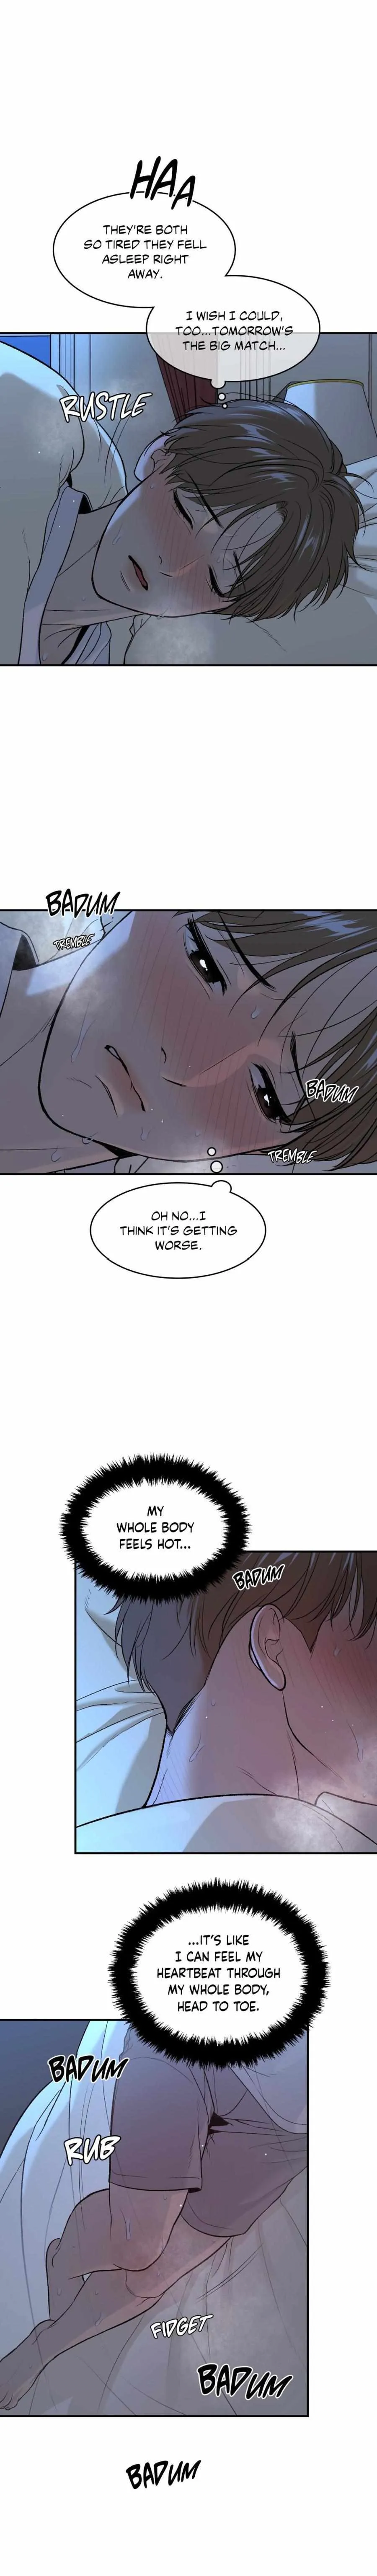 HAA
THEY'RE BOTH
SO TIRED THEY FELL
ASLEEP RIGHT
AWAY.
I WISH I COULD,
TOO...TOMORROW'S
THE BIG MATCH...
RUSTLE
BADUM
TREMBLE
BADUM
TREMBLE
OH NO...I
THINK IT'S GETTING
WORSE.
MY
WHOLE BODY
FEELS HOT...
BADUM
...IT'S LIKE
I CAN FEEL MY
HEARTBEAT THROUGH
MY WHOLE BODY,
HEAD TO TOE.
BADUM
RUB
FIDGET
BADUM
BADUM